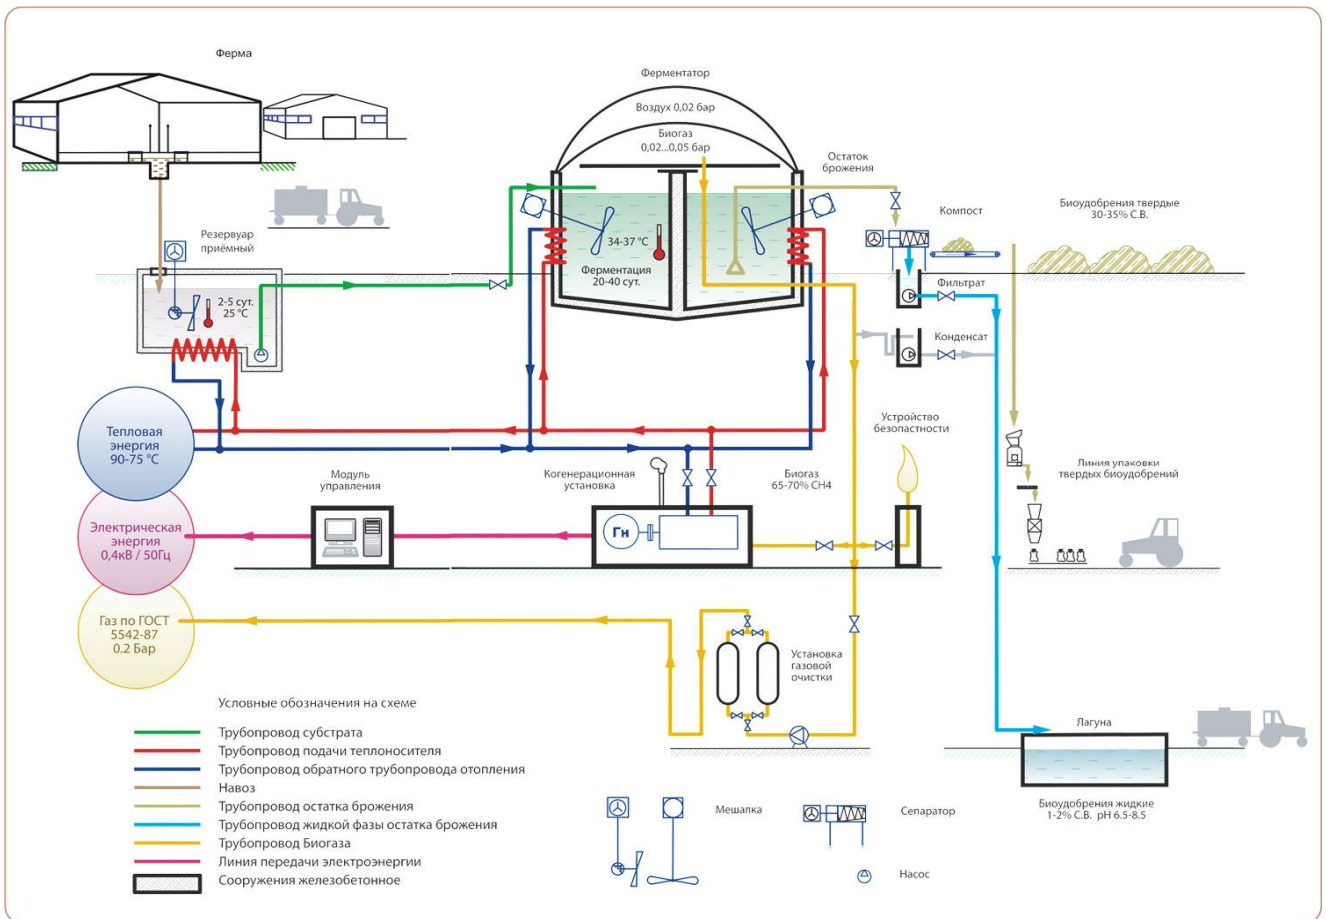 Ферма
Ферментатор
Воздух 0,02 бар
Биогаз
0,02...0,05 бар
Остаток
брожения
Компост
Биоудобрения твердые
30-35% С.В.
Резервуар
приёмный
34-37 °C
Ферментация
20-40 сут.
2-5 сут.
25 °C
Фильтрат
Конденсат
Тепловая
энергия
90-75 °C
Устройство
безопастности
Модуль
управления
Когенерационная
установка
Биогаз
65-70% CH4
Линия упаковки
твердых биоудобрений
Электрическая
энергия
0,4кВ / 50Гц
Гн
Газ по ГОСТ
5542-87
0.2 Бар
Установка
газовой
очистки
Условные обозначения на схеме
Трубопровод субстрата
Трубопровод подачи теплоносителя
Трубопровод обратного трубопровода отопления
Навоз
Трубопровод остатка брожения
Трубопровод жидкой фазы остатка брожения
Трубопровод Биогаза
Линия передачи электроэнергии
Сооружения железобетонное
Лагуна
Биоудобрения жидкие
1-2% С.В. pH 6.5-8.5
Мешалка
Сепаратор
Насос